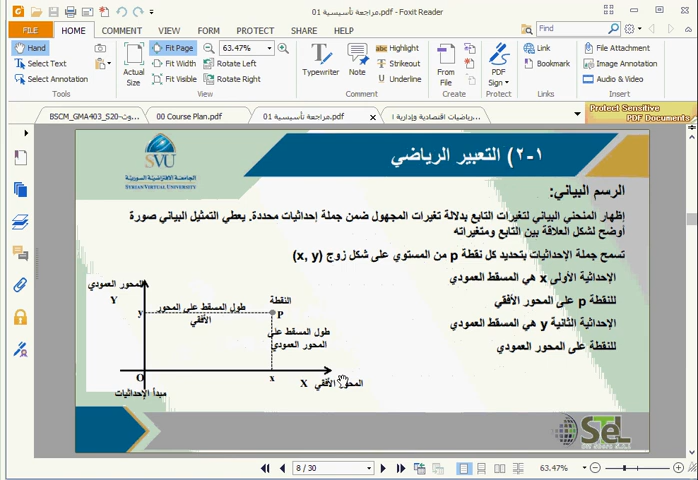 مراجعة تأسيسية 01.pdf - Foxit Reader
FILE HOME COMMENT VIEW FORM PROTECT SHARE HELP
Find
Hand
Select Text
Select Annotation
Tools
Actual Size
Fit Page
Fit Width
Fit Visible
63.47%
Rotate Left
Rotate Right
View
Typewriter
Note
Highlight
Strikeout
Underline
Comment
From File
Create
PDF Sign
Protect
Link
Bookmark
Links
File Attachment
Image Annotation
Audio & Video
Insert
BSCM_GMA403_S20-...
00 Course Plan.pdf
مراجعة تأسيسية 01.pdf
رياضيات اقتصادية وإدارية ا...
Protect Sensitive
PDF Documents
SVU
الجامعة الافتراضية السورية
SYRIAN VIRTUAL UNIVERSITY
١-٢) التعبير الرياضي
الرسم البياني:
إظهار المنحني البياني لتغيرات التابع بدلالة تغيرات المجهول ضمن جملة إحداثيات محددة. يعطي التمثيل البياني صورة
أوضح لشكل العلاقة بين التابع ومتغيراته
تسمح جملة الإحداثيات بتحديد كل نقطة p من المستوي على شكل زوج (x, y)
الإحداثية الأولى x هي المسقط العمودي
للنقطة p على المحور الأفقي
الإحداثية الثانية y هي المسقط العمودي
للنقطة على المحور العمودي
المحور العمودي
Y
النقطة
طول المسقط على المحور
الأفقي
y
P
طول المسقط على
المحور العمودي
O
x
X المحور الأفقي
مبدأ الإحداثيات
STeL
8 / 30
63.47%